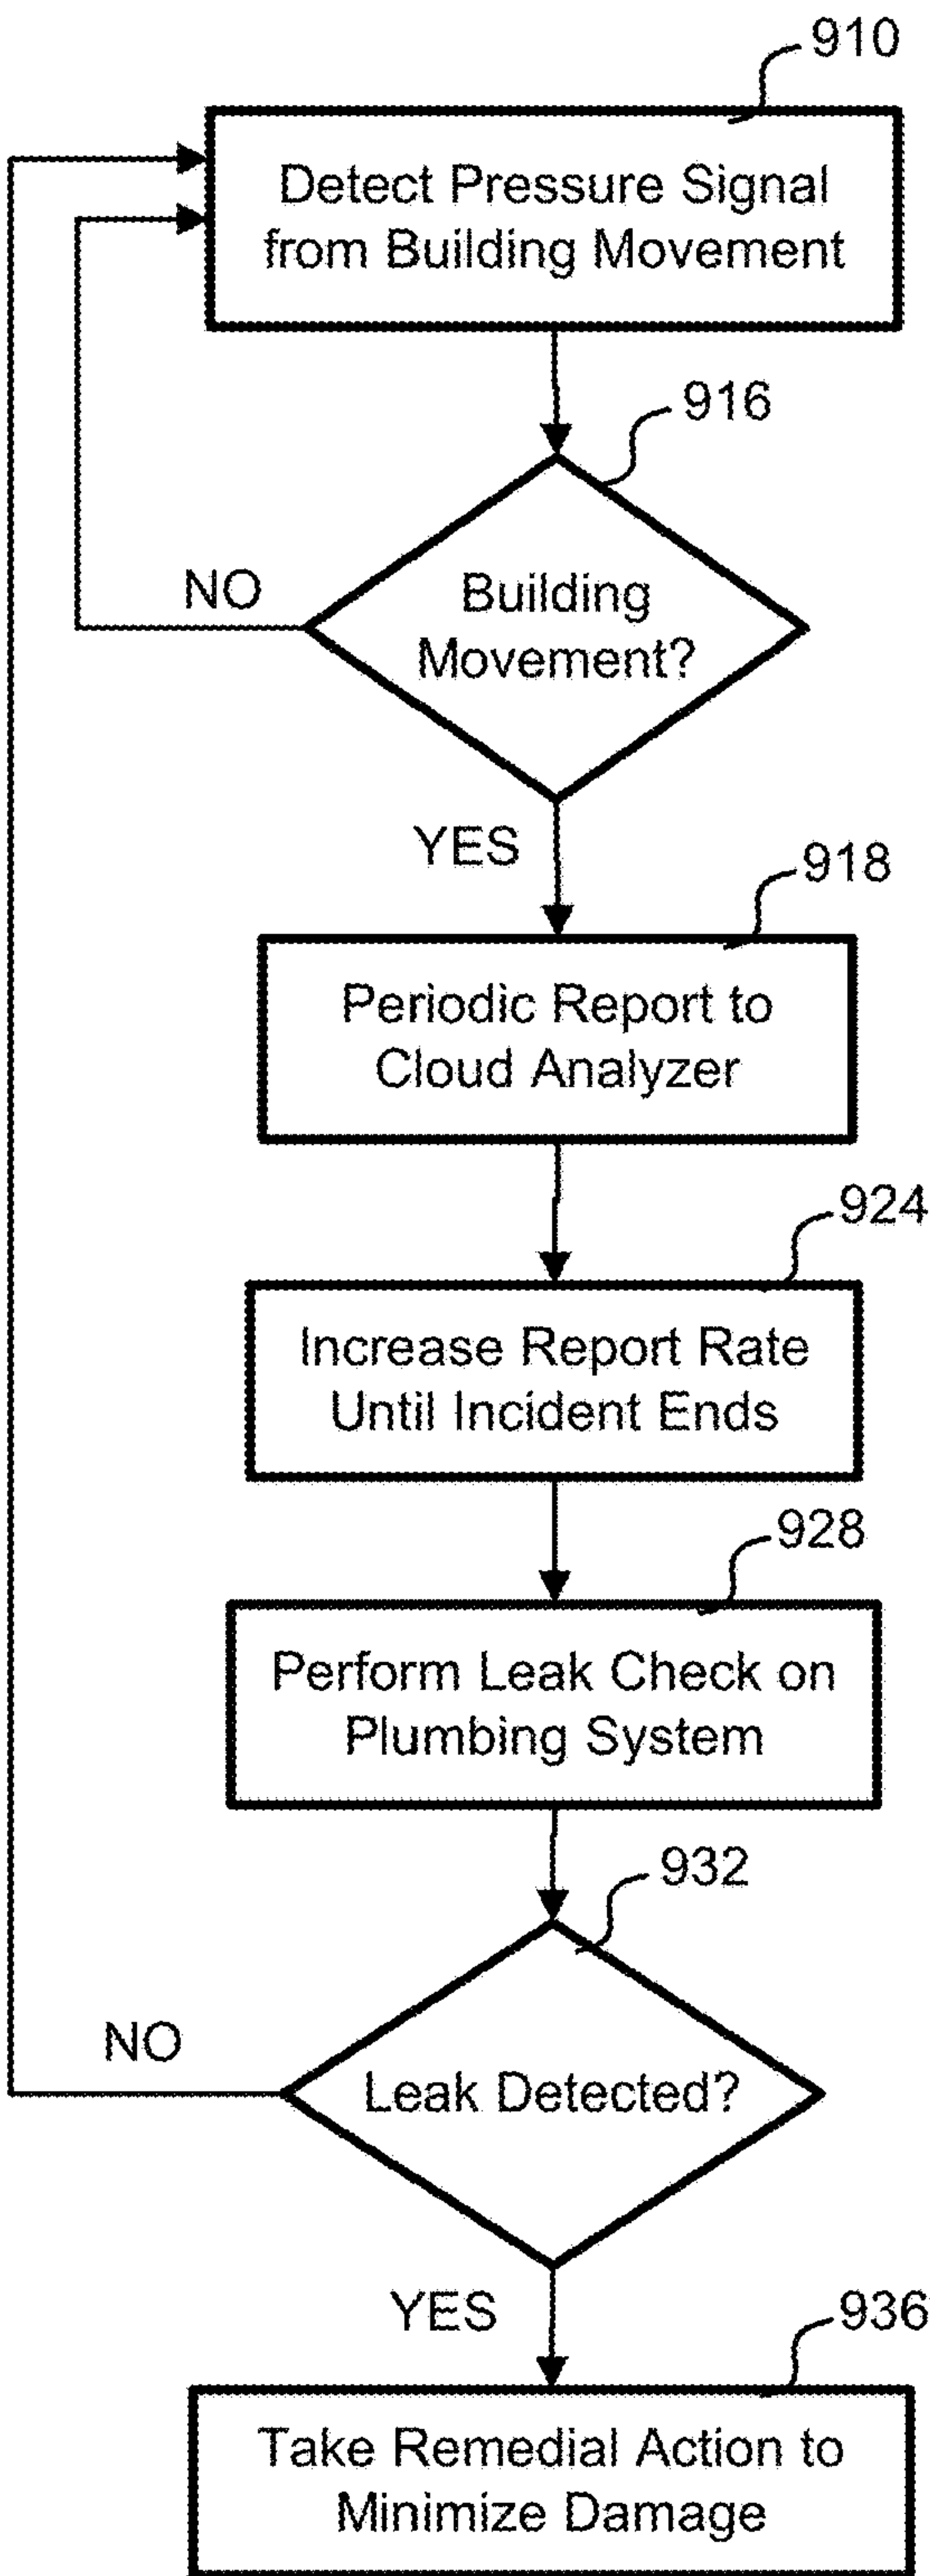 910
Detect Pressure Signal
from Building Movement
916
Building
Movement?
NO
YES
918
Periodic Report to
Cloud Analyzer
924
Increase Report Rate
Until Incident Ends
928
Perform Leak Check on
Plumbing System
932
Leak Detected?
NO
YES
936
Take Remedial Action to
Minimize Damage